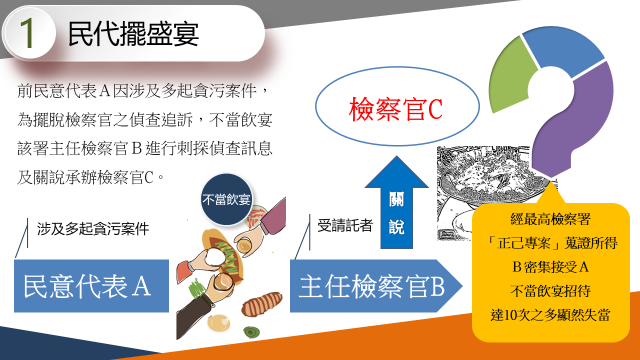 1
民代擺盛宴
前民意代表A因涉及多起貪污案件，
為擺脫檢察官之偵查追訴，不當飲宴
該署主任檢察官B進行刺探偵查訊息
及關說承辦檢察官C。
檢察官C
不當飲宴
關
說
涉及多起貪污案件
受請託者
民意代表A
主任檢察官B
經最高檢察署
「正己專案」蒐證所得
B密集接受A
不當飲宴招待
達10次之多顯然失當